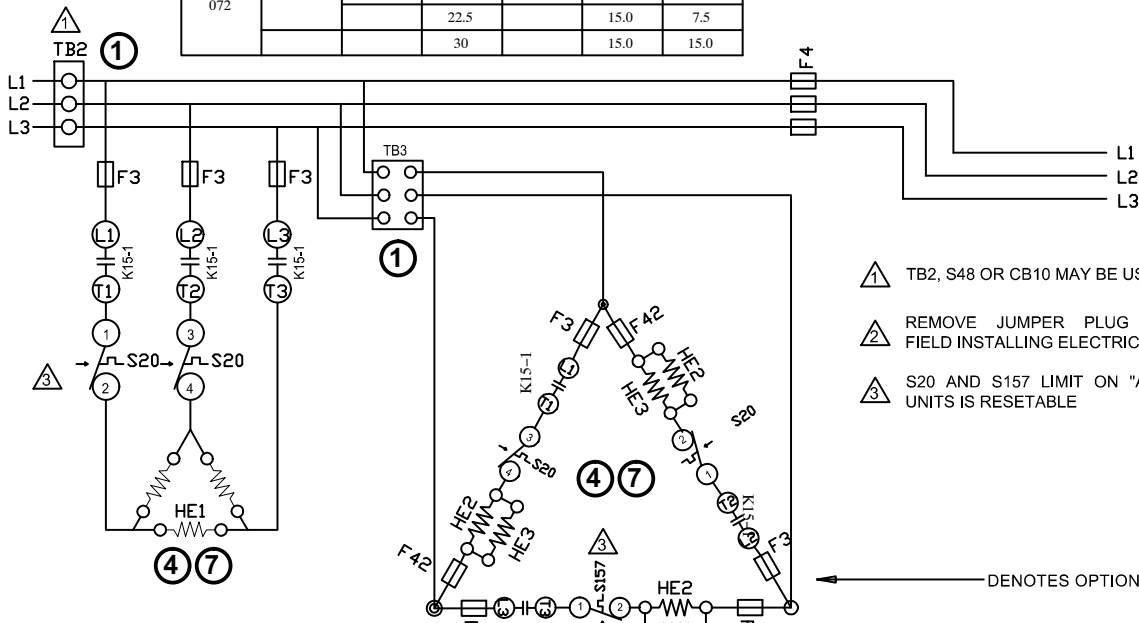 072
22.5 15.0 7.5
30 15.0 15.0
1
TB2 1
F4
L1
L2
L3
TB3
L1
L2
L3
F3 F3 F3
L1 L2 L3
K15-1 K15-1 K15-1
T1 T2 T3
1
1 TB2, S48 OR CB10 MAY BE US
2 REMOVE JUMPER PLUG
FIELD INSTALLING ELECTRIC
3 S20 AND S157 LIMIT ON "A
UNITS IS RESETABLE
1 3
S20 S20
3
2 4
HE1
4 7
F3 F42
K15-1
L1
T1
HE2
HE3
3
4
S20
2
1
S20
4 7
T2
K15-
L2
HE2
HE3
F42
F3
3
S157
HE2
L3 T3 1 2
DENOTES OPTION